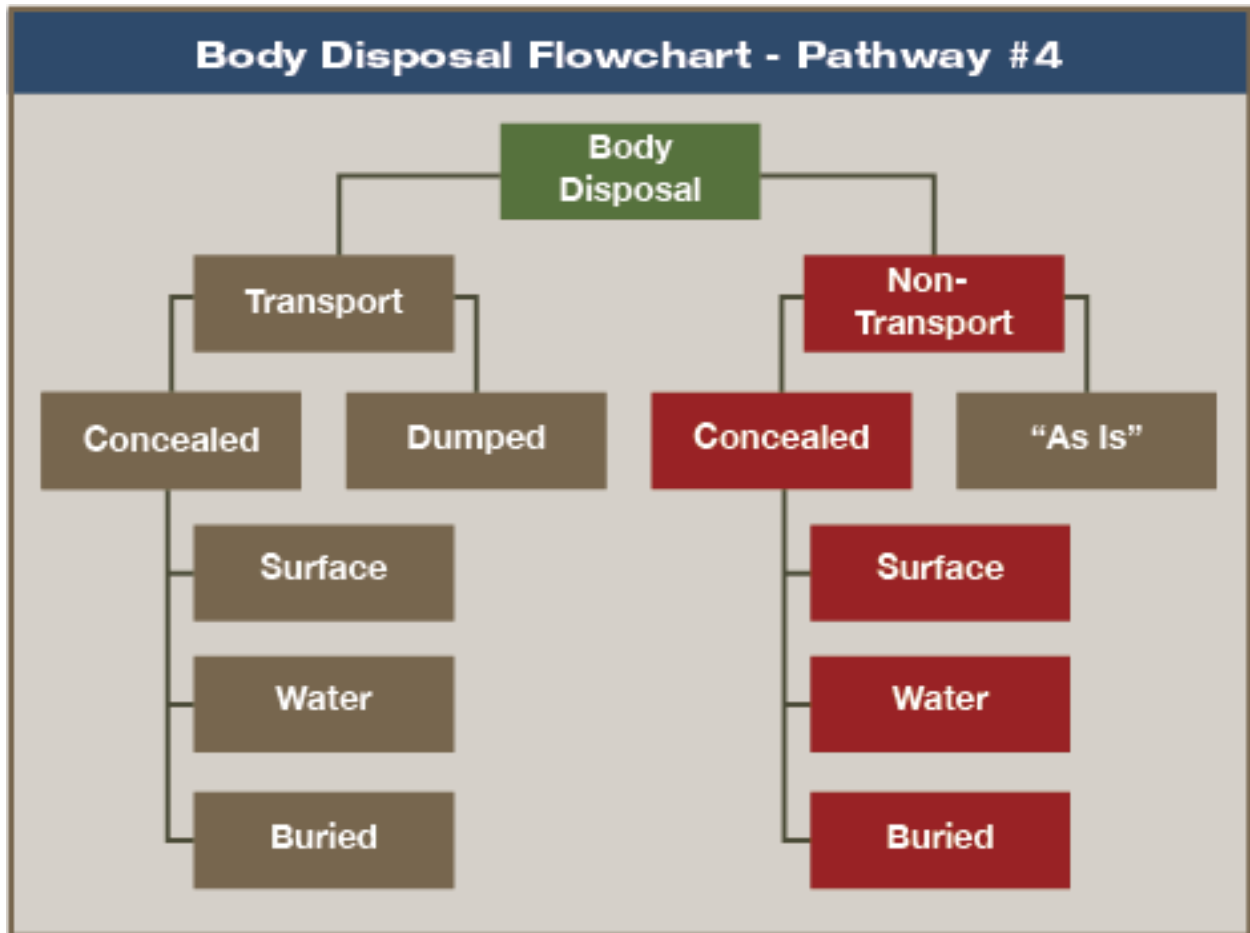 Body Disposal Flowchart - Pathway #4
Body
Disposal
Transport
Non-
Transport
Concealed
Dumped
Concealed
“As Is”
Surface
Surface
Water
Water
Buried
Buried